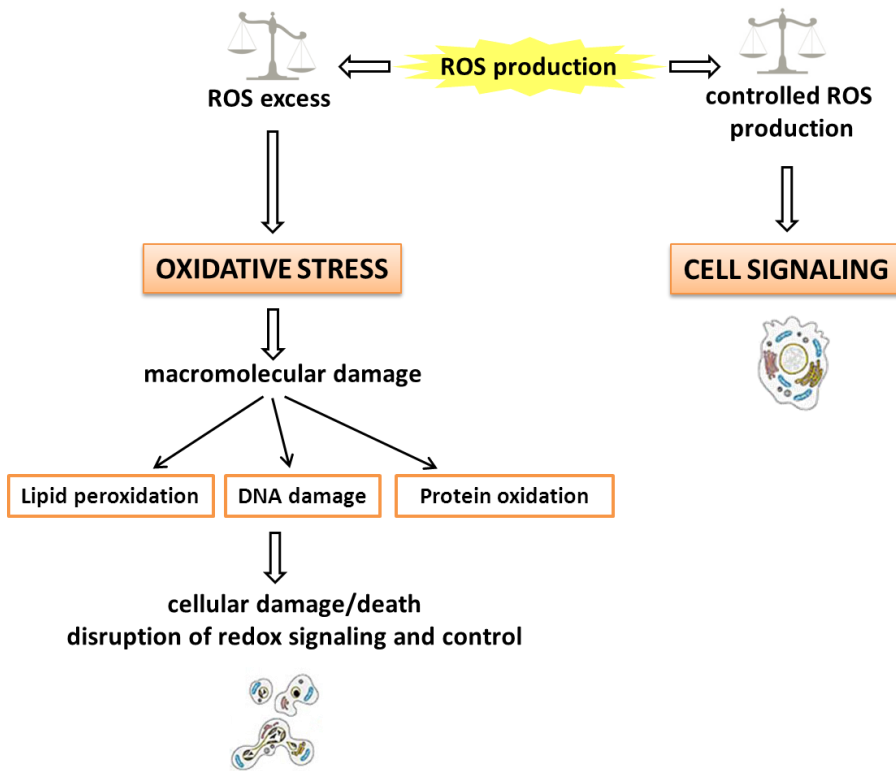 ROS production
ROS excess
controlled ROS
production
OXIDATIVE STRESS
CELL SIGNALING
macromolecular damage
Lipid peroxidation
DNA damage
Protein oxidation
cellular damage/death
disruption of redox signaling and control